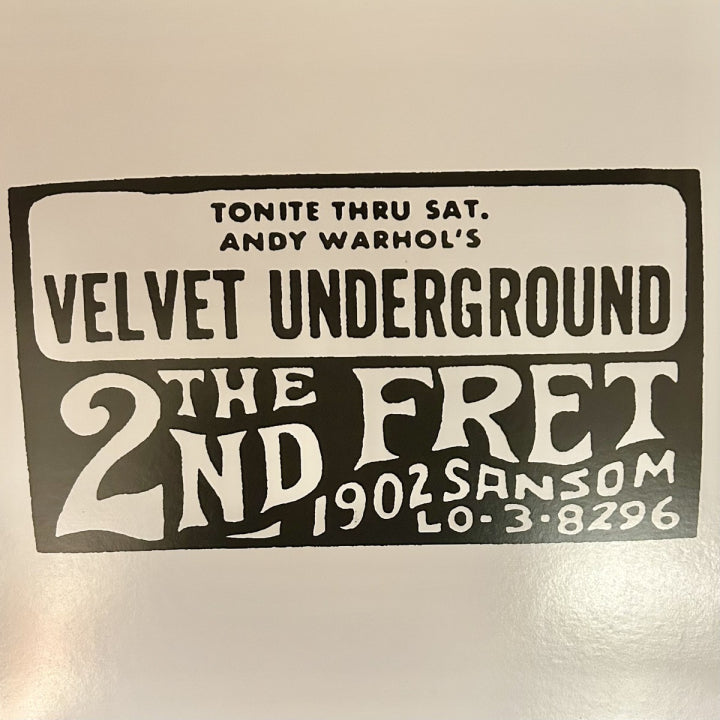 TONITE THRU SAT.
ANDY WARHOL'S
VELVET UNDERGROUND
THE
2ND FRET
1902 SANSOM
LO-3-8296